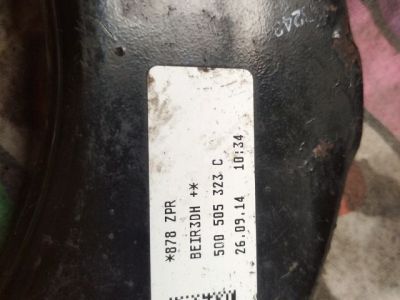 *878 ZPR
BEIR3DH +*
5Q0 505 323 C
26.09.14 10:34